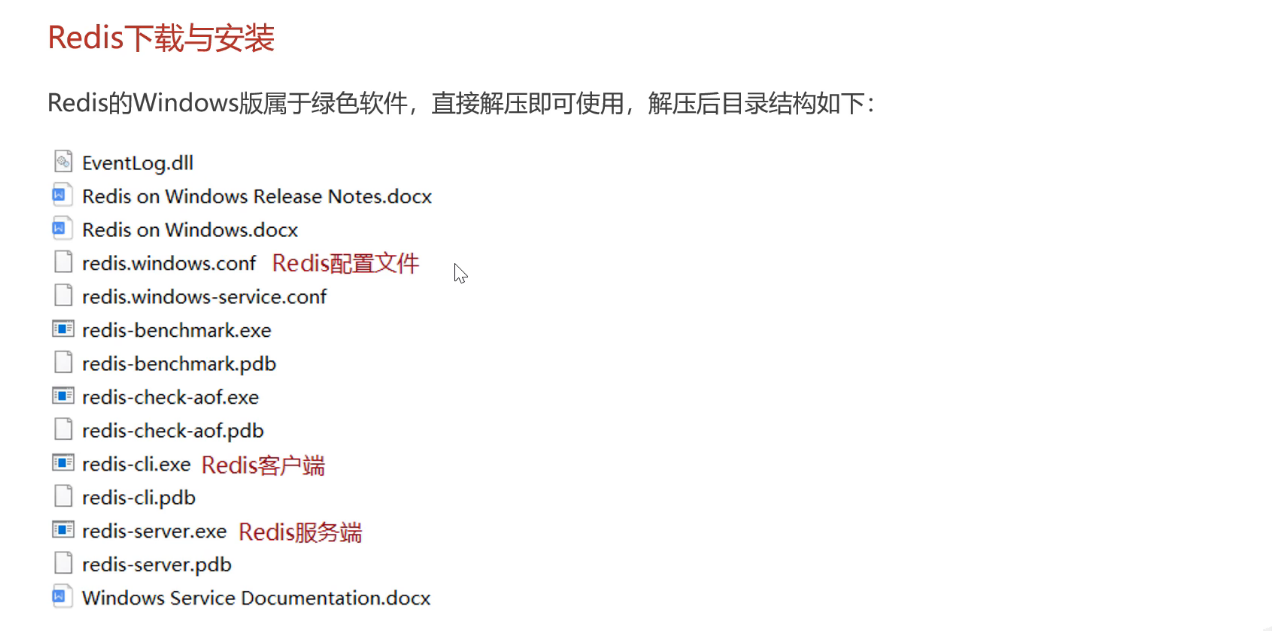 Redis下载与安装
Redis的Windows版属于绿色软件，直接解压即可使用，解压后目录结构如下：
EventLog.dll
Redis on Windows Release Notes.docx
Redis on Windows.docx
redis.windows.conf Redis配置文件
redis.windows-service.conf
redis-benchmark.exe
redis-benchmark.pdb
redis-check-aof.exe
redis-check-aof.pdb
redis-cli.exe Redis客户端
redis-cli.pdb
redis-server.exe Redis服务端
redis-server.pdb
Windows Service Documentation.docx